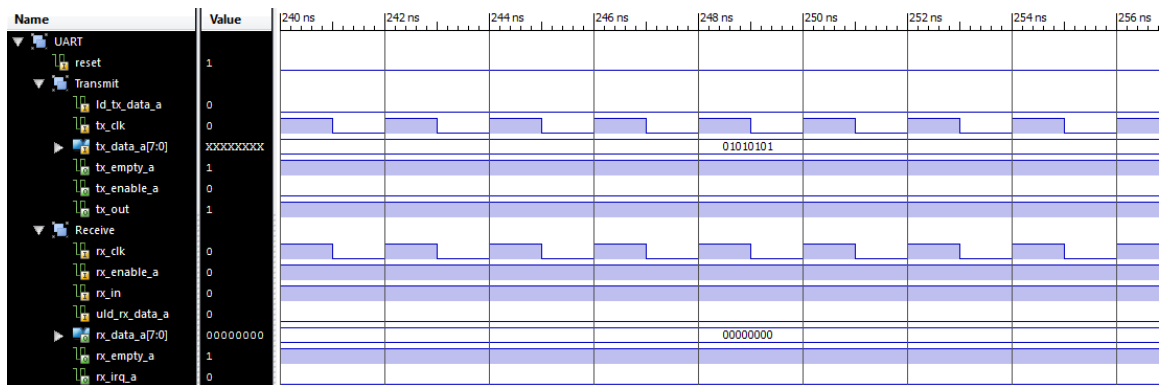 Name Value 240 ns 242 ns 244 ns 246 ns 248 ns 250 ns 252 ns 254 ns 256 ns
UART
reset 1
Transmit
ld_tx_data_a 0
tx_clk 0
tx_data_a[7:0] XXXXXXXX 01010101
tx_empty_a 1
tx_enable_a 0
tx_out 1
Receive
rx_clk 0
rx_enable_a 0
rx_in 0
uld_rx_data_a 0
rx_data_a[7:0] 00000000 00000000
rx_empty_a 1
rx_irq_a 0